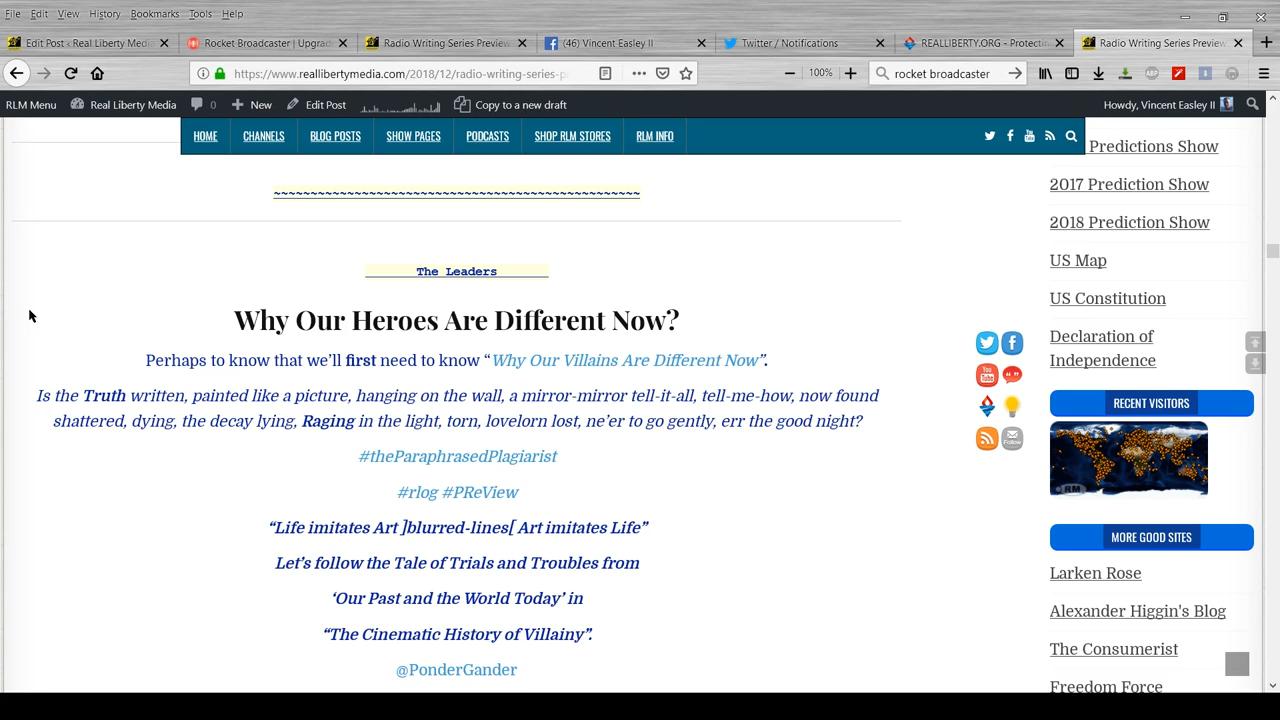 File Edit View History Bookmarks Tools Help
Edit Post - Real Liberty Medi Rocket Broadcaster | Upgrad Radio Writing Series Preview (46) Vincent Easley II Twitter / Notifications REALLIBERTY.ORG - Protectin Radio Writing Series Preview
https://www.reallibertymedia.com/2018/12/radio-writing-series-p 100% rocket broadcaster
RLM Menu Real Liberty Media 0 New Edit Post Copy to a new draft Howdy, Vincent Easley II
HOME CHANNELS BLOG POSTS SHOW PAGES PODCASTS SHOP RLM STORES RLM INFO
Predictions Show
2017 Prediction Show
2018 Prediction Show
US Map
US Constitution
Declaration of
Independence
RECENT VISITORS
RM
MORE GOOD SITES
Larken Rose
Alexander Higgin's Blog
The Consumerist
Freedom Force
~~~~~~~~~~~~~~~~~~~~~~~~~~~~~~~~~~~~~~~~~~~~~~
The Leaders
Why Our Heroes Are Different Now?
Perhaps to know that we’ll first need to know “Why Our Villains Are Different Now”.
Is the Truth written, painted like a picture, hanging on the wall, a mirror-mirror tell-it-all, tell-me-how, now found
shattered, dying, the decay lying, Raging in the light, torn, lovelorn lost, ne’er to go gently, err the good night?
#theParaphrasedPlagiarist
#rlog #PReView
“Life imitates Art ]blurred-lines[ Art imitates Life”
Let’s follow the Tale of Trials and Troubles from
‘Our Past and the World Today’ in
“The Cinematic History of Villainy”.
@PonderGander
You Tube
Follow